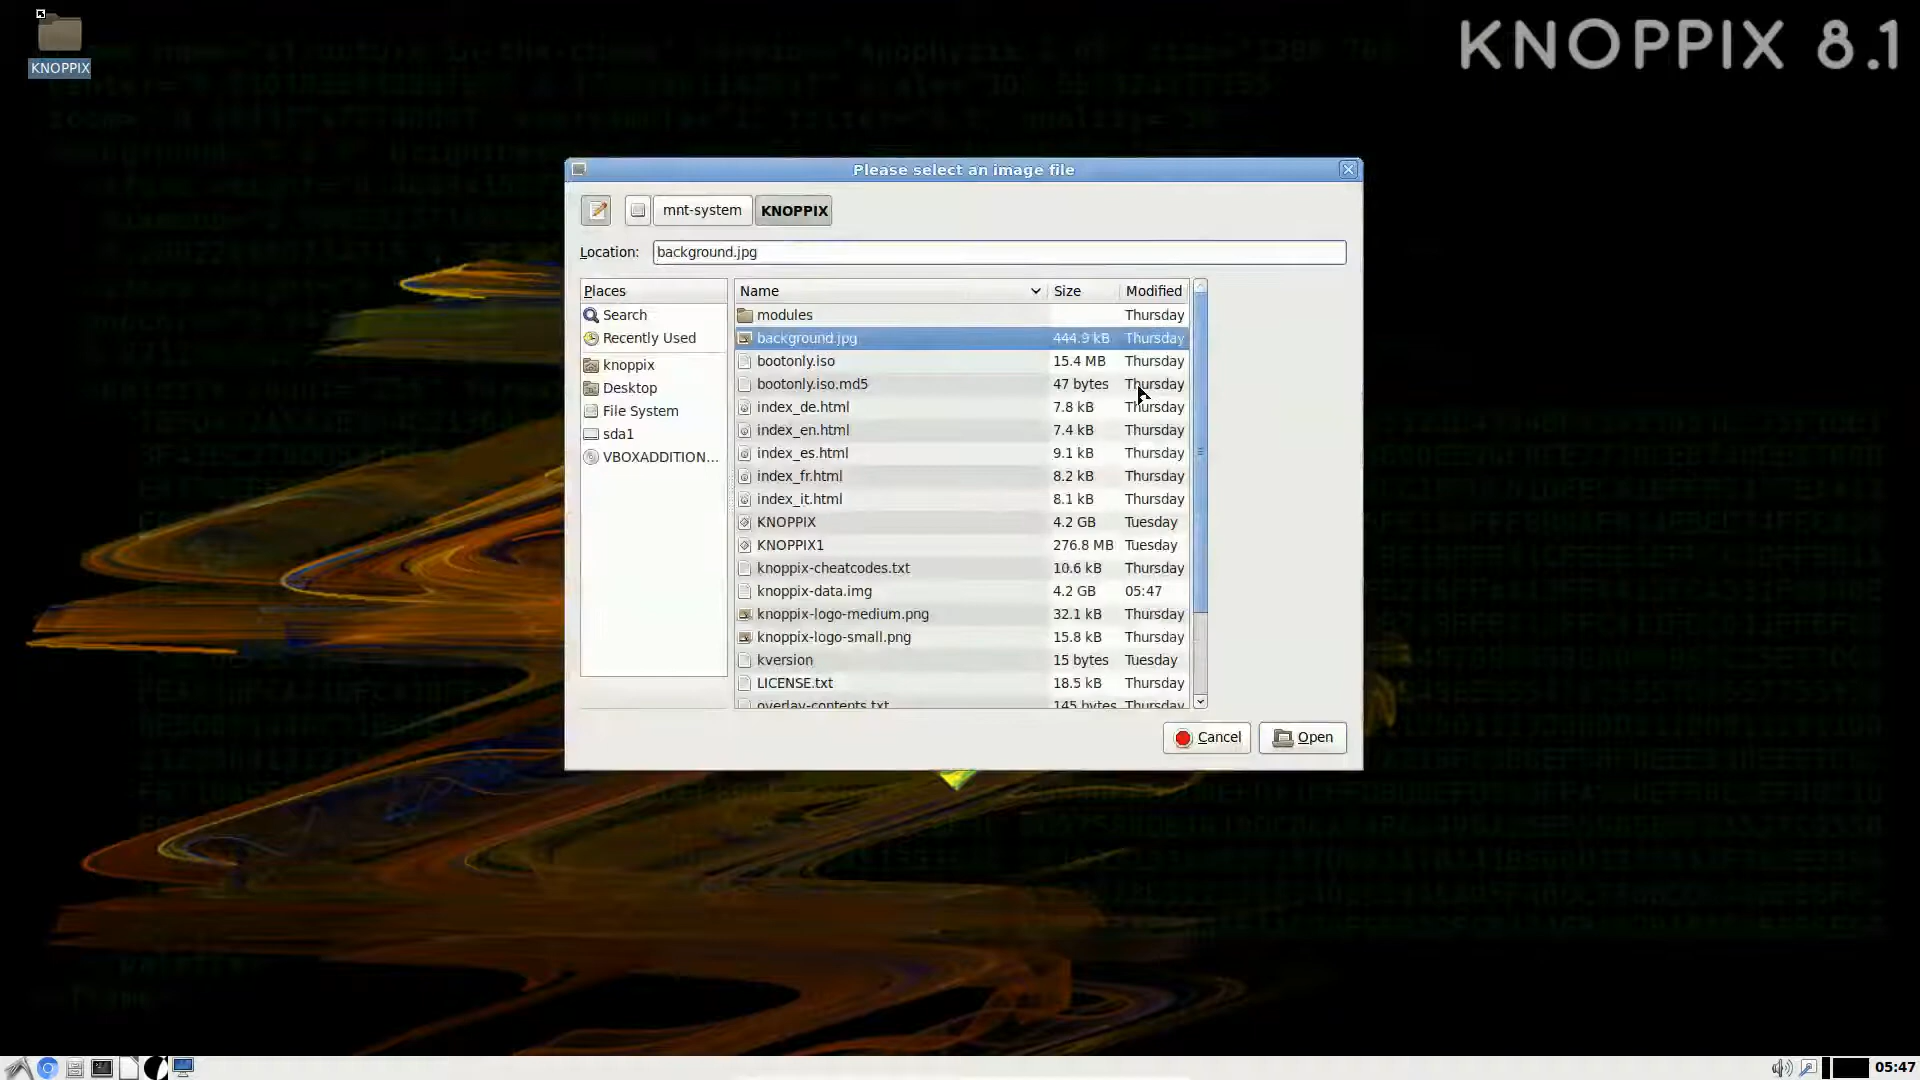 KNOPPIX
KNOPPIX 8.1
Please select an image file
mnt-system KNOPPIX
Location: background.jpg
Places
Search
Recently Used
knoppix
Desktop
File System
sda1
VBOXADDITION...
Name Size Modified
modules Thursday
background.jpg 444.9 kB Thursday
bootonly.iso 15.4 MB Thursday
bootonly.iso.md5 47 bytes Thursday
index_de.html 7.8 kB Thursday
index_en.html 7.4 kB Thursday
index_es.html 9.1 kB Thursday
index_fr.html 8.2 kB Thursday
index_it.html 8.1 kB Thursday
KNOPPIX 4.2 GB Tuesday
KNOPPIX1 276.8 MB Tuesday
knoppix-cheatcodes.txt 10.6 kB Thursday
knoppix-data.img 4.2 GB 05:47
knoppix-logo-medium.png 32.1 kB Thursday
knoppix-logo-small.png 15.8 kB Thursday
kversion 15 bytes Tuesday
LICENSE.txt 18.5 kB Thursday
overlay-contents.txt 145 bytes Thursday
Cancel Open
05:47